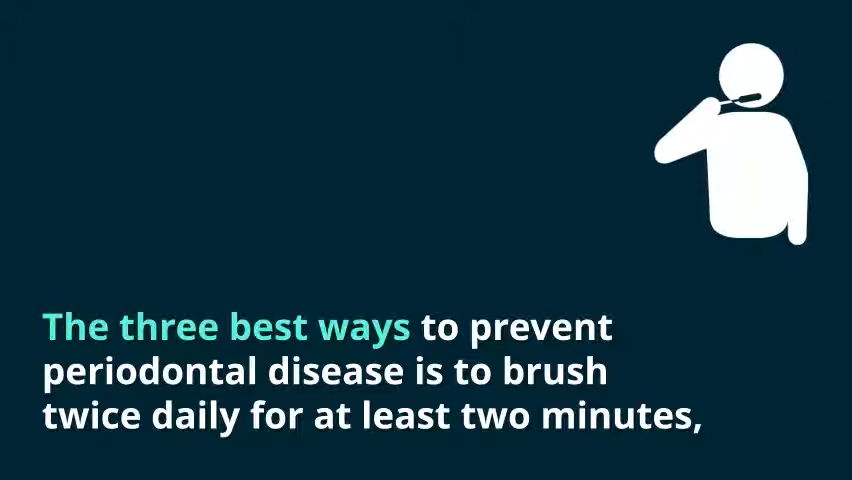 The three best ways to prevent
periodontal disease is to brush
twice daily for at least two minutes,